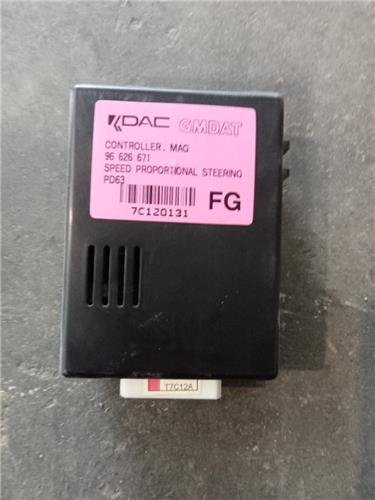 KDAC GMDAT
CONTROLLER, MAG
96 626 671
SPEED PROPORTIONAL STEERING
PD63
FG
7C120131
T7C12A